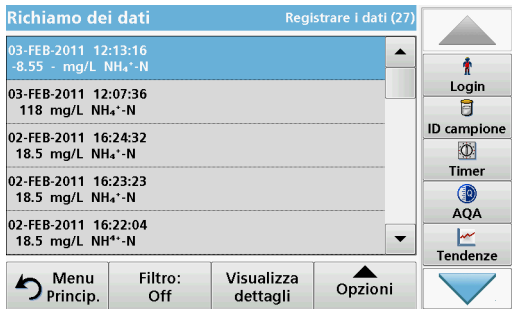 Richiamo dei dati Registrare i dati (27)
03-FEB-2011 12:13:16
-8.55 - mg/L NH₄⁺-N
03-FEB-2011 12:07:36
118 mg/L NH₄⁺-N
02-FEB-2011 16:24:32
18.5 mg/L NH₄⁺-N
02-FEB-2011 16:23:23
18.5 mg/L NH₄⁺-N
02-FEB-2011 16:22:04
18.5 mg/L NH⁴⁺-N
Login
ID campione
Timer
AQA
Tendenze
Menu
Princip.
Filtro:
Off
Visualizza
dettagli
Opzioni